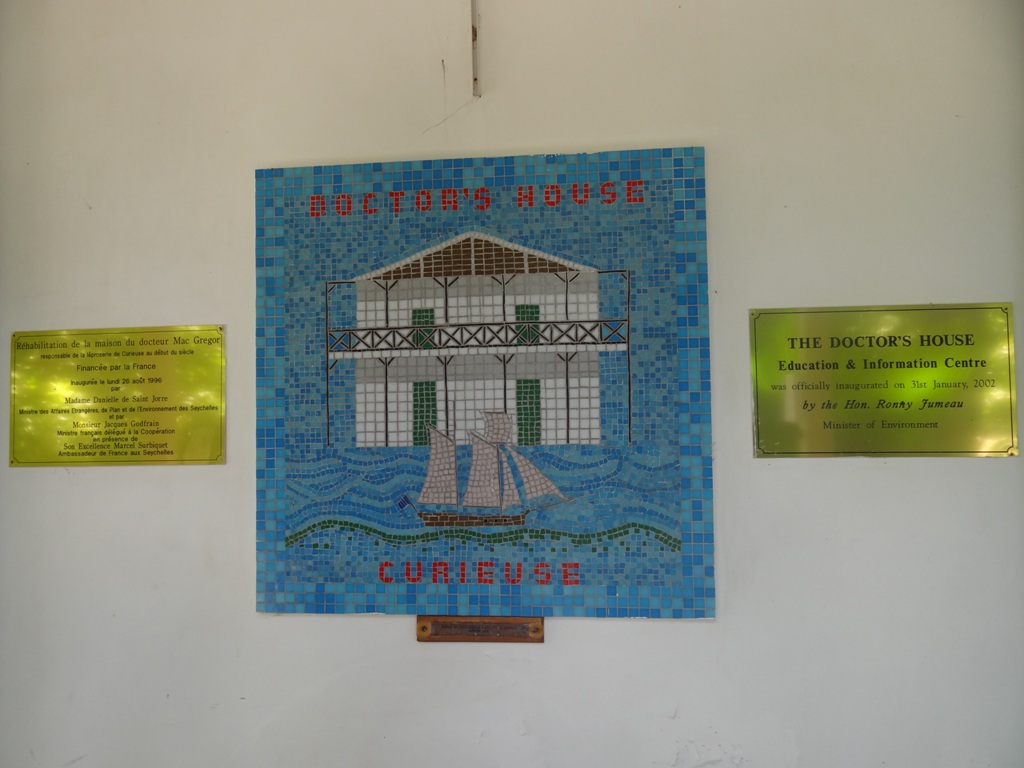 Réhabilitation de la maison du docteur Mac Gregor
responsable de la léproserie de Curieuse au début du siècle
Financée par la France
Inaugurée le lundi 26 août 1996
par
Madame Danielle de Saint Jorre
Ministre des Affaires Etrangères, de Plan et de l'Environnement des Seychelles
et par
Monsieur Jacques Godfrain
Ministre français délégué à la Coopération
en présence de
Son Excellence Marcel Surbiguet
Ambassadeur de France aux Seychelles
DOCTOR'S HOUSE
CURIEUSE
THE DOCTOR'S HOUSE
Education & Information Centre
was officially inaugurated on 31st January, 2002
by the Hon. Ronny Jumeau
Minister of Environment